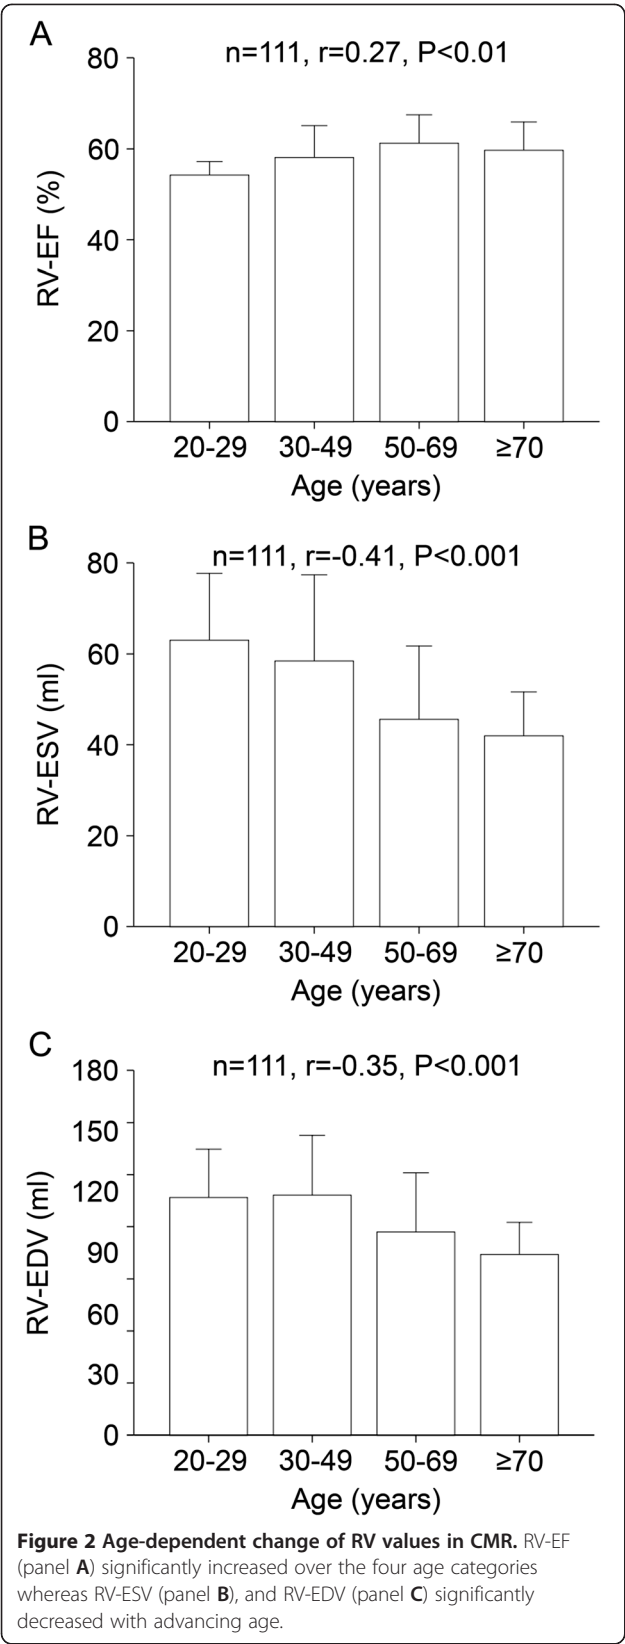 A
n=111, r=0.27, P<0.01
80
60
40
20
0
RV-EF (%)
20-29 30-49 50-69 ≥70
Age (years)
B
n=111, r=-0.41, P<0.001
80
60
40
20
0
RV-ESV (ml)
20-29 30-49 50-69 ≥70
Age (years)
C
n=111, r=-0.35, P<0.001
180
150
120
90
60
30
0
RV-EDV (ml)
20-29 30-49 50-69 ≥70
Age (years)
Figure 2 Age-dependent change of RV values in CMR. RV-EF
(panel A) significantly increased over the four age categories
whereas RV-ESV (panel B), and RV-EDV (panel C) significantly
decreased with advancing age.